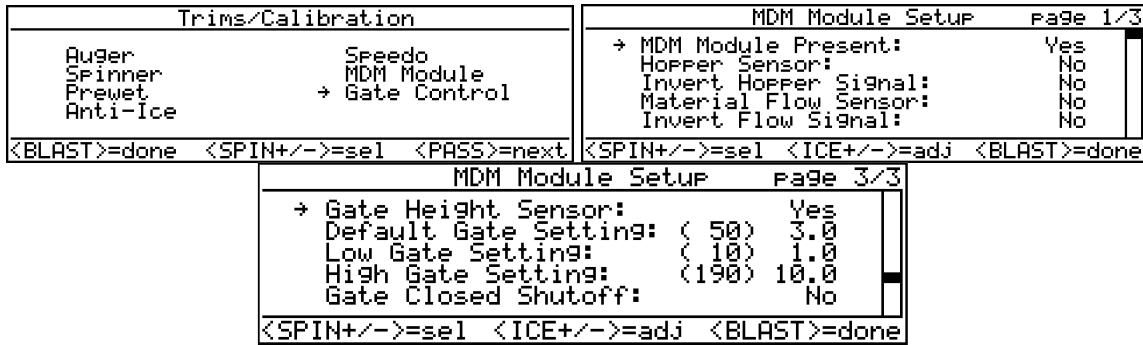 Trims/Calibration
Auger Speedo
Spinner MDM Module
Prewet → Gate Control
Anti-Ice
<BLAST>=done <SPIN+/->=sel <PASS>=next
MDM Module Setup page 1/3
→ MDM Module Present: Yes
Hopper Sensor: No
Invert Hopper Signal: No
Material Flow Sensor: No
Invert Flow Signal: No
<SPIN+/->=sel <ICE+/->=adj <BLAST>=done
MDM Module Setup page 3/3
→ Gate Height Sensor: Yes
Default Gate Setting: ( 50) 3.0
Low Gate Setting: ( 10) 1.0
High Gate Setting: (190) 10.0
Gate Closed Shutoff: No
<SPIN+/->=sel <ICE+/->=adj <BLAST>=done